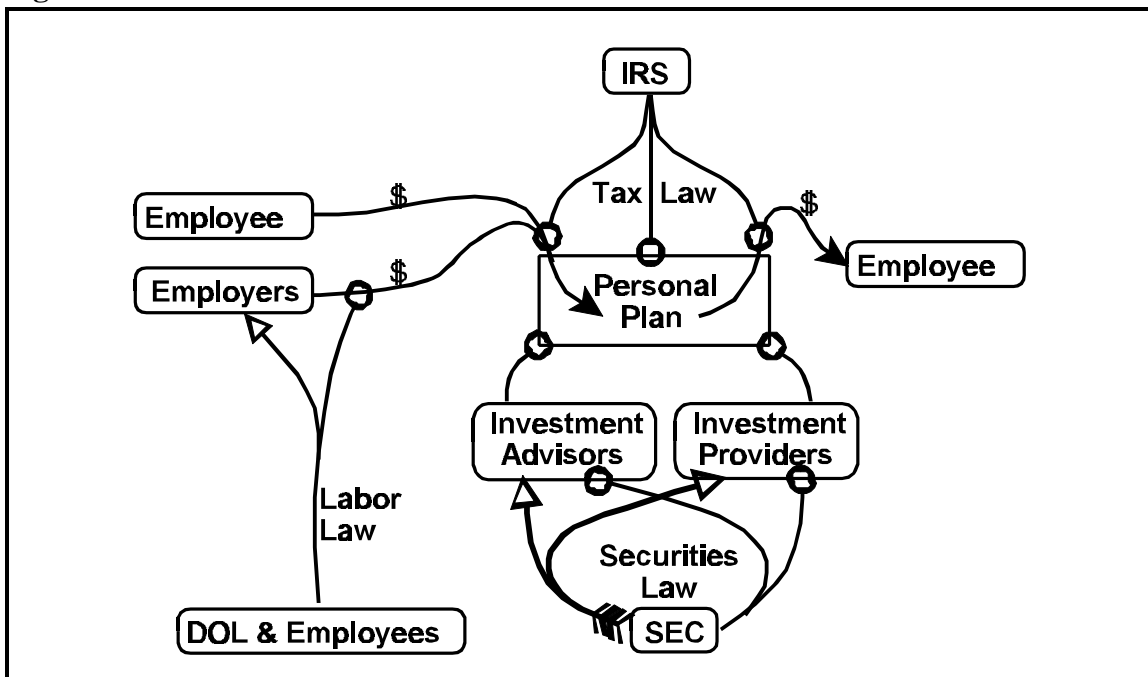 IRS
Tax Law
$
$
$
Employee
Employers
Employee
Personal
Plan
Investment
Advisors
Investment
Providers
Labor
Law
Securities
Law
DOL & Employees
SEC